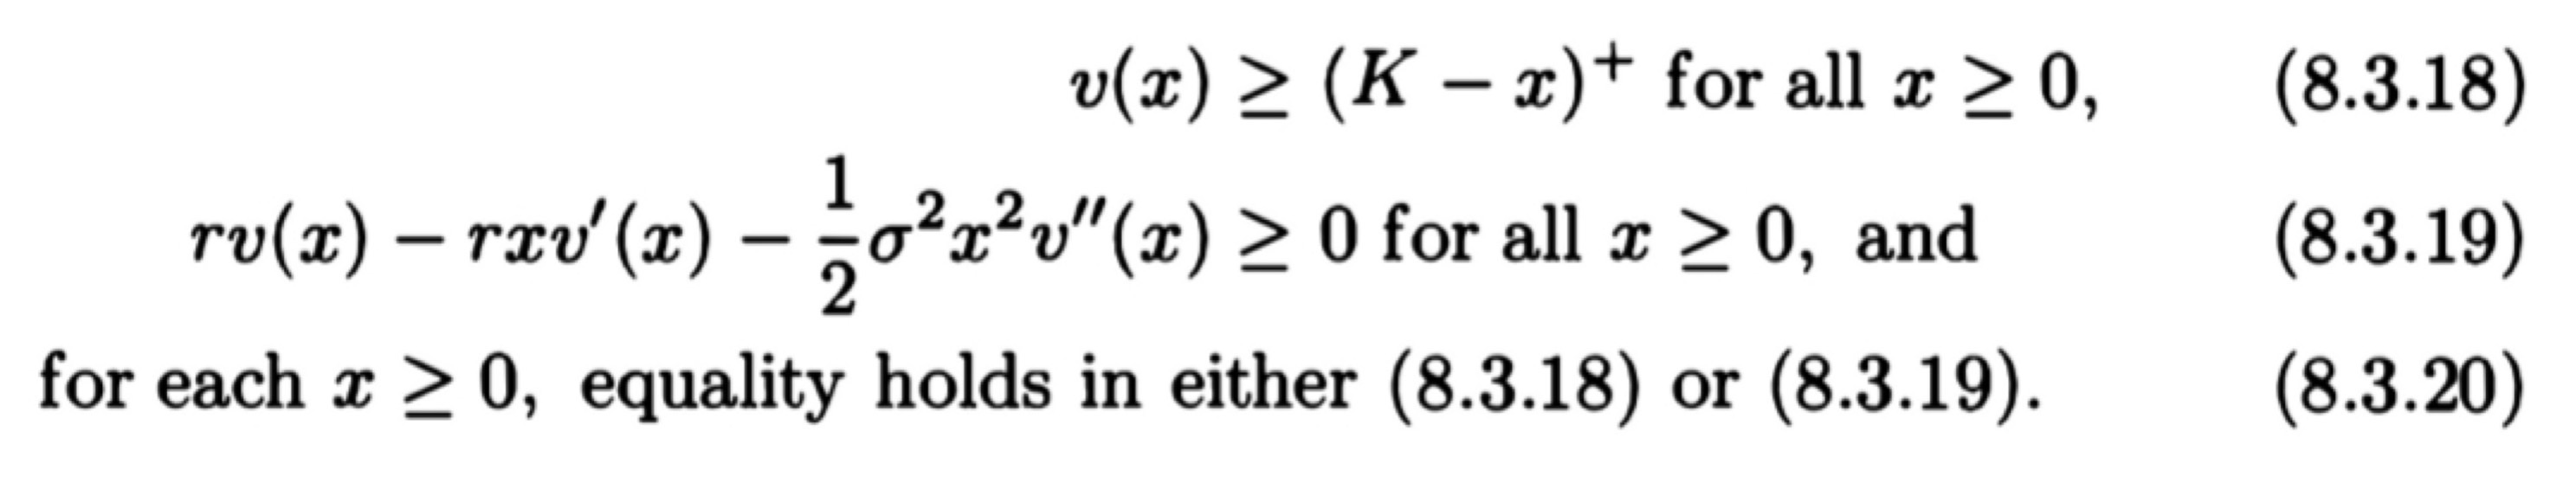 v(x) ≥ (K − x)⁺ for all x ≥ 0, (8.3.18)
rv(x) − rxv′(x) − ½σ²x²v″(x) ≥ 0 for all x ≥ 0, and (8.3.19)
for each x ≥ 0, equality holds in either (8.3.18) or (8.3.19). (8.3.20)